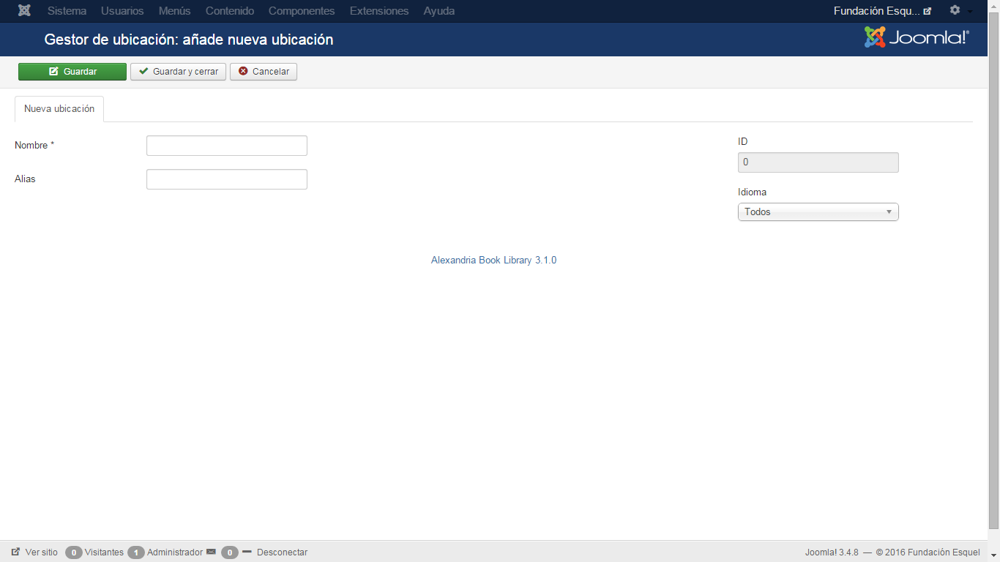 Sistema Usuarios Menús Contenido Componentes Extensiones Ayuda Fundación Esqu...
Gestor de ubicación: añade nueva ubicación Joomla!®
Guardar Guardar y cerrar Cancelar
Nueva ubicación
Nombre *
Alias
ID
0
Idioma
Todos
Alexandria Book Library 3.1.0
Ver sitio 0 Visitantes 1 Administrador 0 Desconectar Joomla! 3.4.8 — © 2016 Fundación Esquel